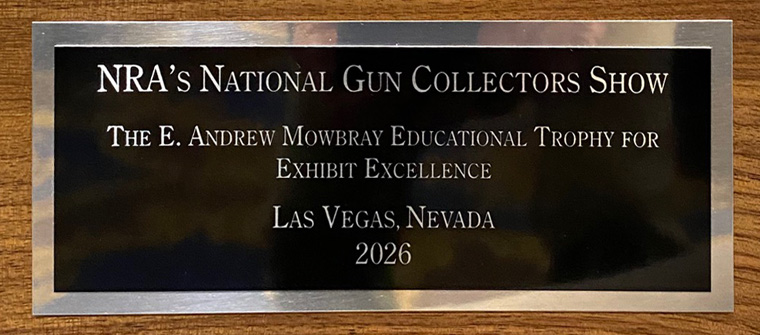 NRA's National Gun Collectors Show
The E. Andrew Mowbray Educational Trophy for
Exhibit Excellence
Las Vegas, Nevada
2026